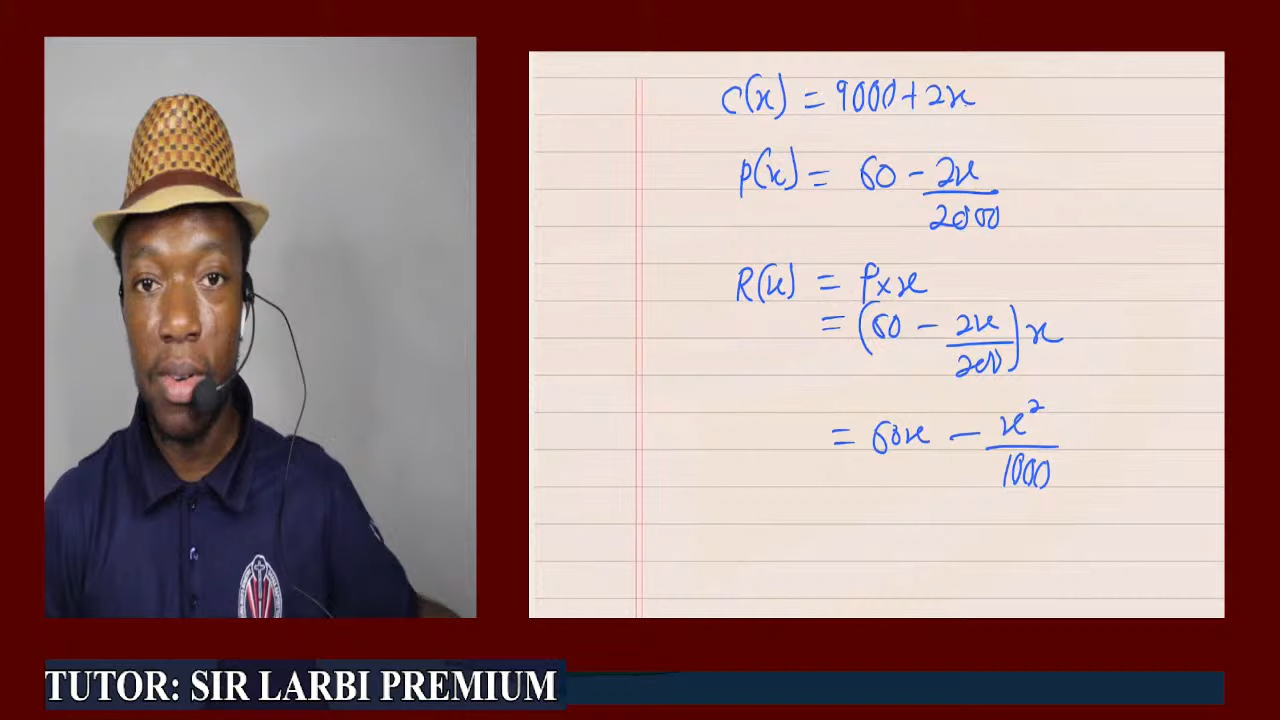 C(x) = 9000 + 2x
p(x) = 60 - 2x/2000
R(x) = P × x
= (60 - 2x/2000) x
= 60x - x²/1000
TUTOR: SIR LARBI PREMIUM